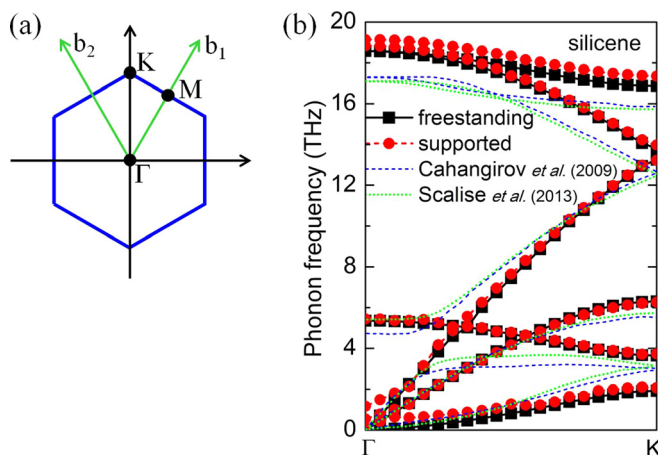 (a)
b₂
b₁
K
M
Γ
(b)
Phonon frequency (THz)
20
16
12
8
4
0
silicene
freestanding
supported
Cahangirov et al. (2009)
Scalise et al. (2013)
Γ
K